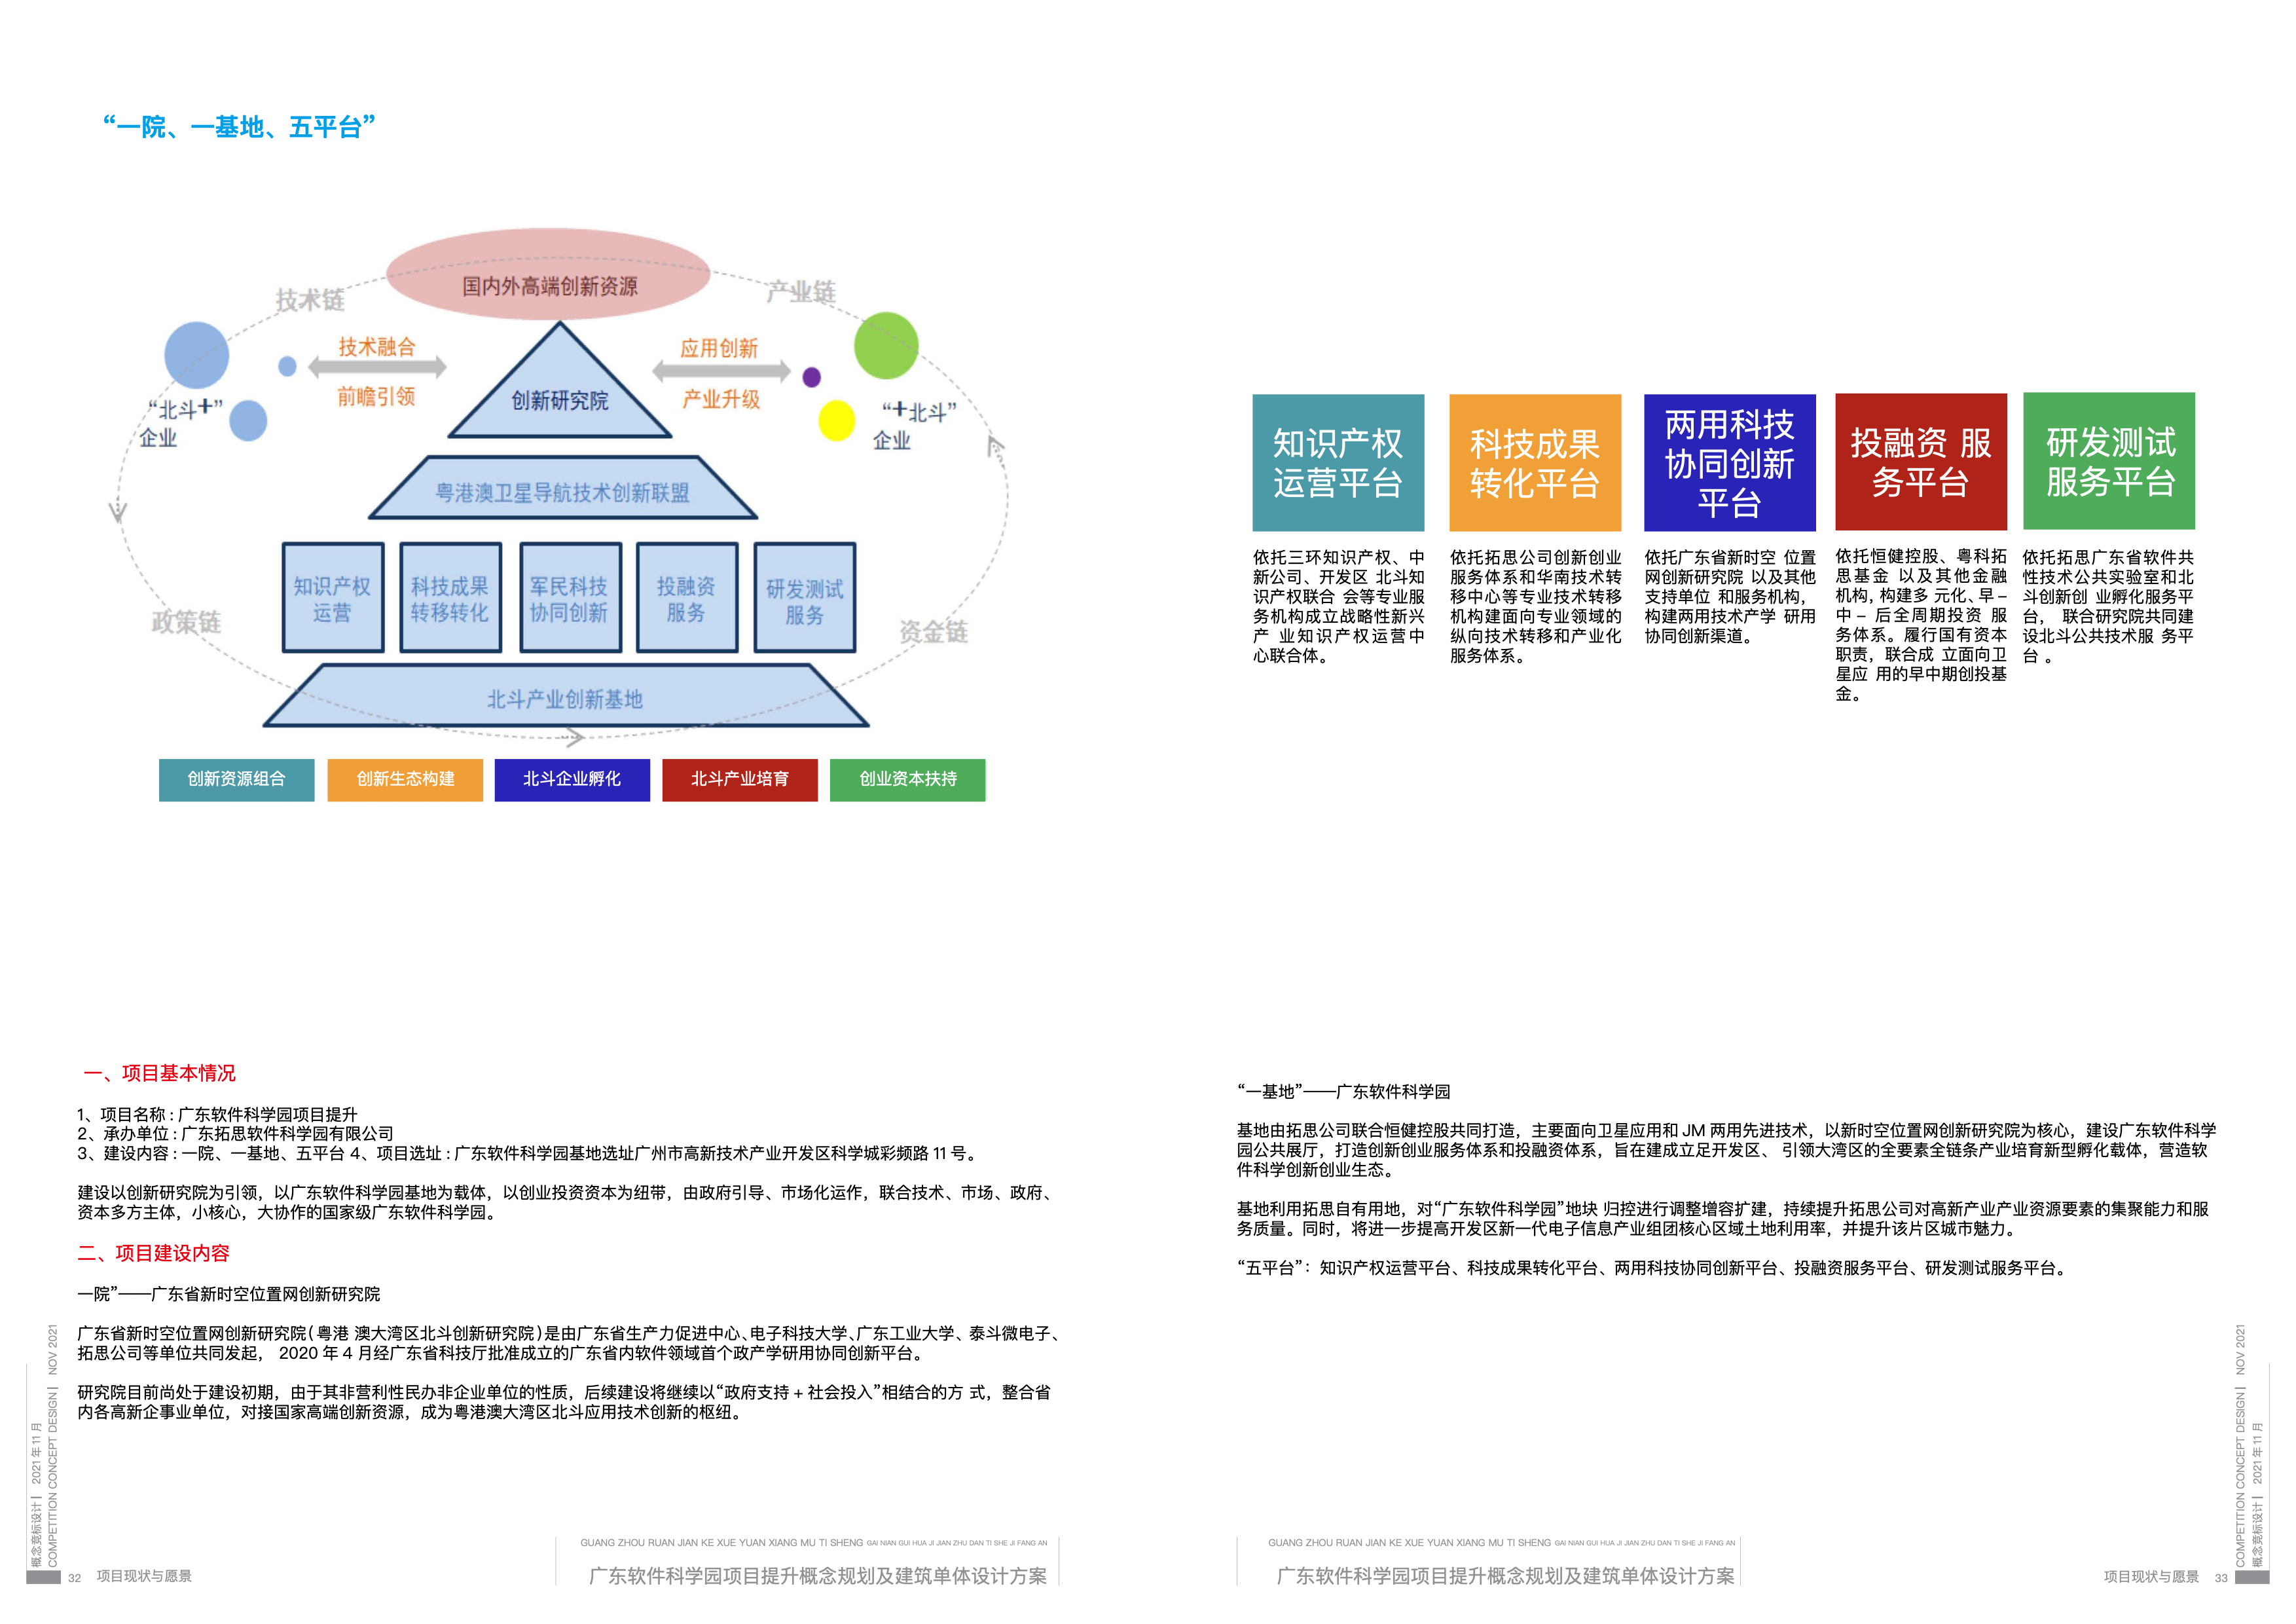 “一院、一基地、五平台”
国内外高端创新资源
技术链
产业链
技术融合
前瞻引领
应用创新
产业升级
“北斗+”
企业
“+北斗”
企业
创新研究院
粤港澳卫星导航技术创新联盟
知识产权
运营
科技成果
转移转化
军民科技
协同创新
投融资
服务
研发测试
服务
政策链
资金链
北斗产业创新基地
创新资源组合
创新生态构建
北斗企业孵化
北斗产业培育
创业资本扶持
知识产权
运营平台
依托三环知识产权、中
新公司、开发区 北斗知
识产权联合 会等专业服
务机构成立战略性新兴
产 业知识产权运营中
心联合体。
科技成果
转化平台
依托拓思公司创新创业
服务体系和华南技术转
移中心等专业技术转移
机构建面向专业领域的
纵向技术转移和产业化
服务体系。
两用科技
协同创新
平台
依托广东省新时空 位置
网创新研究院 以及其他
支持单位 和服务机构，
构建两用技术产学 研用
协同创新渠道。
投融资 服
务平台
依托恒健控股、粤科拓
思基金 以及其他金融
机构, 构建多 元化、早 –
中 – 后全周期投资 服
务体系。履行国有资本
职责，联合成 立面向卫
星应 用的早中期创投基
金。
研发测试
服务平台
依托拓思广东省软件共
性技术公共实验室和北
斗创新创 业孵化服务平
台， 联合研究院共同建
设北斗公共技术服 务平
台 。
一、项目基本情况
1、项目名称 : 广东软件科学园项目提升
2、承办单位 : 广东拓思软件科学园有限公司
3、建设内容 : 一院、一基地、五平台 4、项目选址 : 广东软件科学园基地选址广州市高新技术产业开发区科学城彩频路 11 号。
建设以创新研究院为引领，以广东软件科学园基地为载体，以创业投资资本为纽带，由政府引导、市场化运作，联合技术、市场、政府、
资本多方主体，小核心，大协作的国家级广东软件科学园。
二、项目建设内容
一院”——广东省新时空位置网创新研究院
广东省新时空位置网创新研究院( 粤港 澳大湾区北斗创新研究院 )是由广东省生产力促进中心､电子科技大学､广东工业大学、泰斗微电子、
拓思公司等单位共同发起， 2020 年 4 月经广东省科技厅批准成立的广东省内软件领域首个政产学研用协同创新平台。
研究院目前尚处于建设初期，由于其非营利性民办非企业单位的性质，后续建设将继续以“政府支持 + 社会投入”相结合的方 式，整合省
内各高新企事业单位，对接国家高端创新资源，成为粤港澳大湾区北斗应用技术创新的枢纽。
“一基地”——广东软件科学园
基地由拓思公司联合恒健控股共同打造，主要面向卫星应用和 JM 两用先进技术，以新时空位置网创新研究院为核心，建设广东软件科学
园公共展厅，打造创新创业服务体系和投融资体系，旨在建成立足开发区、 引领大湾区的全要素全链条产业培育新型孵化载体，营造软
件科学创新创业生态。
基地利用拓思自有用地，对“广东软件科学园”地块 归控进行调整增容扩建，持续提升拓思公司对高新产业产业资源要素的集聚能力和服
务质量。同时，将进一步提高开发区新一代电子信息产业组团核心区域土地利用率，并提升该片区城市魅力。
“五平台”：知识产权运营平台、科技成果转化平台、两用科技协同创新平台、投融资服务平台、研发测试服务平台。
概念竞标设计 | 2021 年 11 月
COMPETITION CONCEPT DESIGN | NOV 2021
32 项目现状与愿景
GUANG ZHOU RUAN JIAN KE XUE YUAN XIANG MU TI SHENG GAI NIAN GUI HUA JI JIAN ZHU DAN TI SHE JI FANG AN
广东软件科学园项目提升概念规划及建筑单体设计方案
GUANG ZHOU RUAN JIAN KE XUE YUAN XIANG MU TI SHENG GAI NIAN GUI HUA JI JIAN ZHU DAN TI SHE JI FANG AN
广东软件科学园项目提升概念规划及建筑单体设计方案
项目现状与愿景 33
COMPETITION CONCEPT DESIGN | NOV 2021
概念竞标设计 | 2021 年 11 月